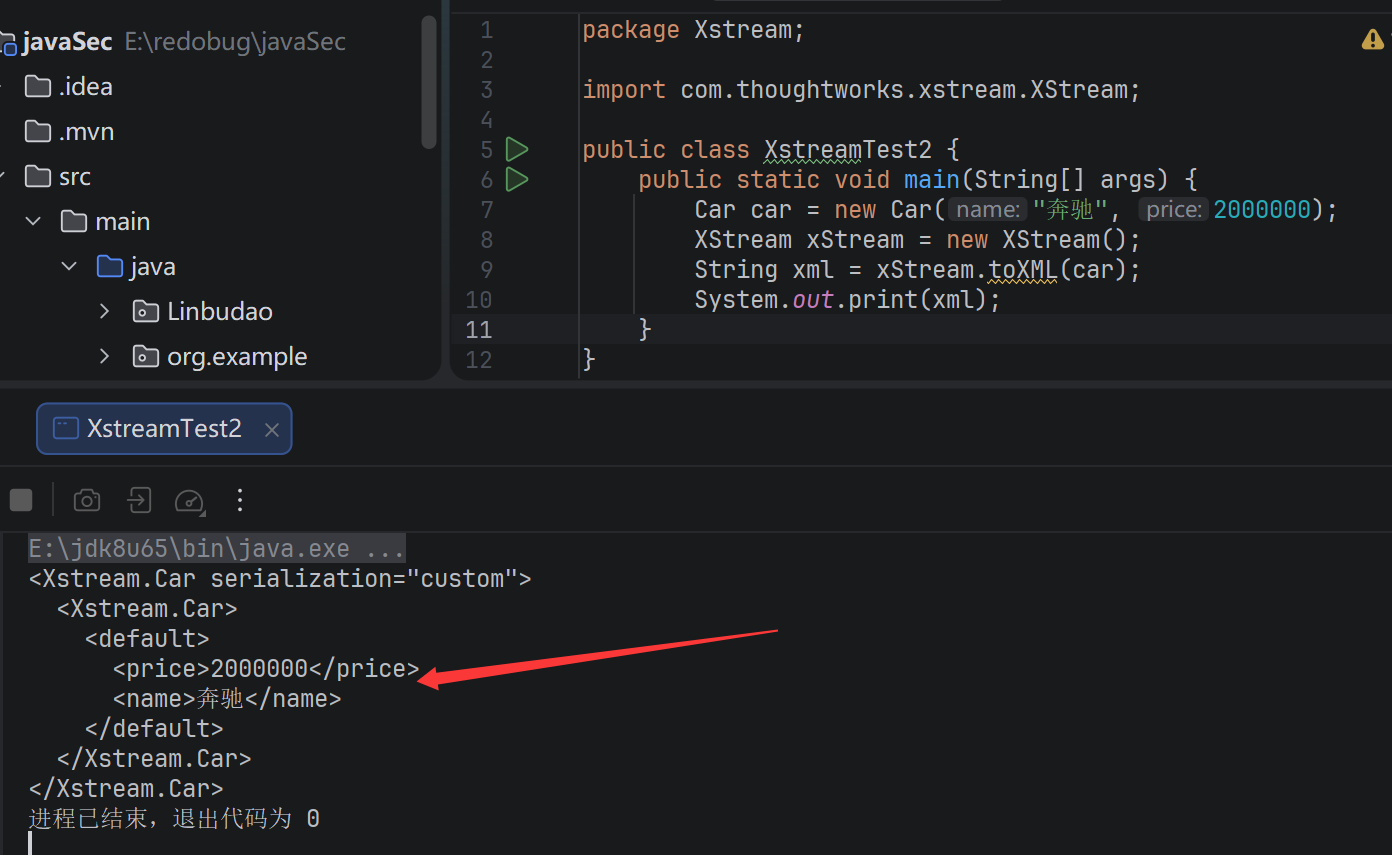 javaSec E:\redobug\javaSec
.idea
.mvn
src
main
java
Linbudao
org.example
1 package Xstream;
2
3 import com.thoughtworks.xstream.XStream;
4
5 public class XstreamTest2 {
6 public static void main(String[] args) {
7 Car car = new Car( name: "奔驰", price: 2000000);
8 XStream xStream = new XStream();
9 String xml = xStream.toXML(car);
10 System.out.print(xml);
11 }
12 }
XstreamTest2
E:\jdk8u65\bin\java.exe ...
<Xstream.Car serialization="custom">
<Xstream.Car>
<default>
<price>2000000</price>
<name>奔驰</name>
</default>
</Xstream.Car>
</Xstream.Car>
进程已结束，退出代码为 0